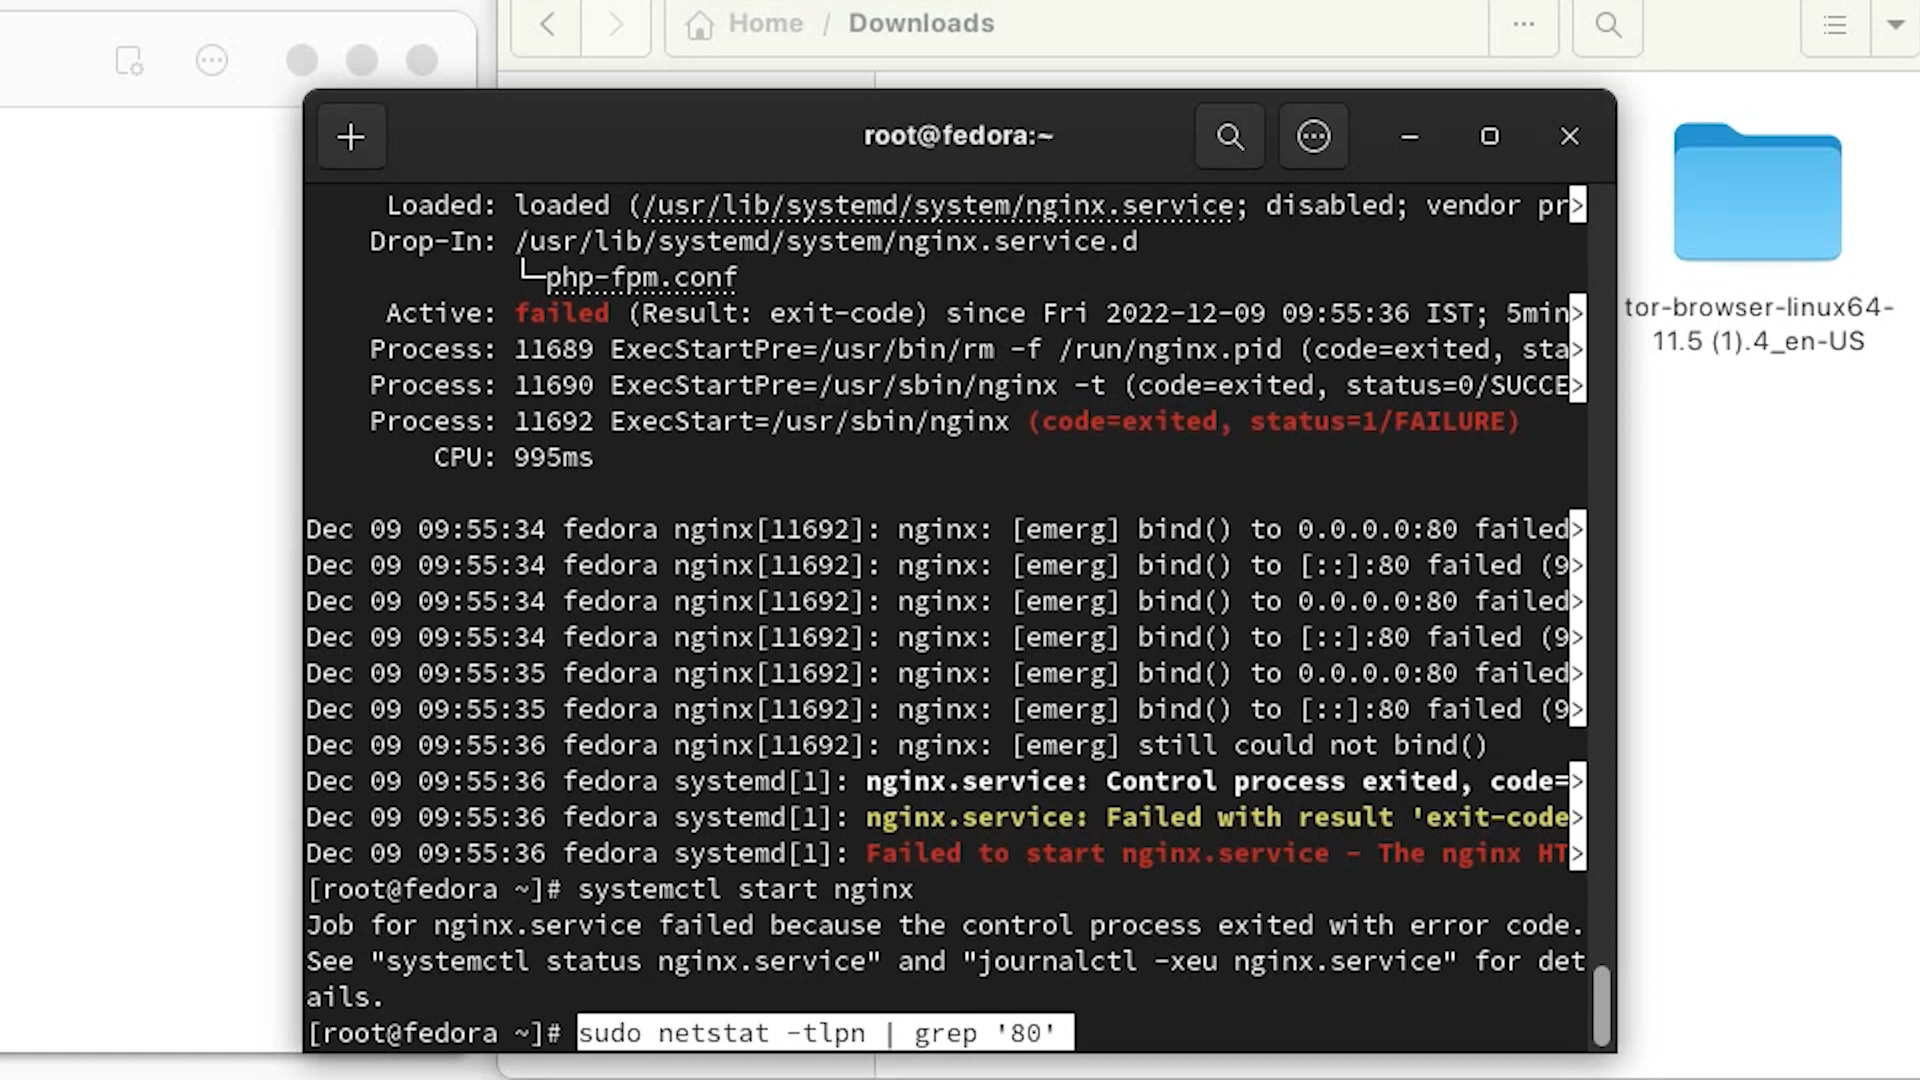 Home / Downloads
root@fedora:~
Loaded: loaded (/usr/lib/systemd/system/nginx.service; disabled; vendor pr>
Drop-In: /usr/lib/systemd/system/nginx.service.d
└─php-fpm.conf
Active: failed (Result: exit-code) since Fri 2022-12-09 09:55:36 IST; 5min>
Process: 11689 ExecStartPre=/usr/bin/rm -f /run/nginx.pid (code=exited, sta>
Process: 11690 ExecStartPre=/usr/sbin/nginx -t (code=exited, status=0/SUCCE>
Process: 11692 ExecStart=/usr/sbin/nginx (code=exited, status=1/FAILURE)
CPU: 995ms
Dec 09 09:55:34 fedora nginx[11692]: nginx: [emerg] bind() to 0.0.0.0:80 failed>
Dec 09 09:55:34 fedora nginx[11692]: nginx: [emerg] bind() to [::]:80 failed (9>
Dec 09 09:55:34 fedora nginx[11692]: nginx: [emerg] bind() to 0.0.0.0:80 failed>
Dec 09 09:55:34 fedora nginx[11692]: nginx: [emerg] bind() to [::]:80 failed (9>
Dec 09 09:55:35 fedora nginx[11692]: nginx: [emerg] bind() to 0.0.0.0:80 failed>
Dec 09 09:55:35 fedora nginx[11692]: nginx: [emerg] bind() to [::]:80 failed (9>
Dec 09 09:55:36 fedora nginx[11692]: nginx: [emerg] still could not bind()
Dec 09 09:55:36 fedora systemd[1]: nginx.service: Control process exited, code=>
Dec 09 09:55:36 fedora systemd[1]: nginx.service: Failed with result 'exit-code>
Dec 09 09:55:36 fedora systemd[1]: Failed to start nginx.service - The nginx HT>
[root@fedora ~]# systemctl start nginx
Job for nginx.service failed because the control process exited with error code.
See "systemctl status nginx.service" and "journalctl -xeu nginx.service" for det
ails.
[root@fedora ~]# sudo netstat -tlpn | grep '80'
tor-browser-linux64-
11.5 (1).4_en-US